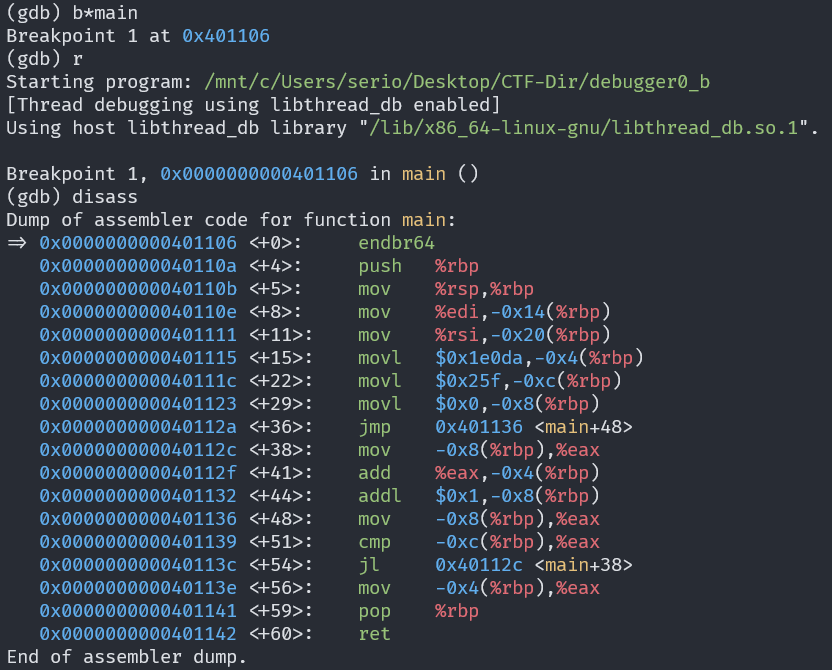 (gdb) b*main
Breakpoint 1 at 0x401106
(gdb) r
Starting program: /mnt/c/Users/serio/Desktop/CTF-Dir/debugger0_b
[Thread debugging using libthread_db enabled]
Using host libthread_db library "/lib/x86_64-linux-gnu/libthread_db.so.1".

Breakpoint 1, 0x0000000000401106 in main ()
(gdb) disass
Dump of assembler code for function main:
=> 0x0000000000401106 <+0>:     endbr64
   0x000000000040110a <+4>:     push   %rbp
   0x000000000040110b <+5>:     mov    %rsp,%rbp
   0x000000000040110e <+8>:     mov    %edi,-0x14(%rbp)
   0x0000000000401111 <+11>:    mov    %rsi,-0x20(%rbp)
   0x0000000000401115 <+15>:    movl   $0x1e0da,-0x4(%rbp)
   0x000000000040111c <+22>:    movl   $0x25f,-0xc(%rbp)
   0x0000000000401123 <+29>:    movl   $0x0,-0x8(%rbp)
   0x000000000040112a <+36>:    jmp    0x401136 <main+48>
   0x000000000040112c <+38>:    mov    -0x8(%rbp),%eax
   0x000000000040112f <+41>:    add    %eax,-0x4(%rbp)
   0x0000000000401132 <+44>:    addl   $0x1,-0x8(%rbp)
   0x0000000000401136 <+48>:    mov    -0x8(%rbp),%eax
   0x0000000000401139 <+51>:    cmp    -0xc(%rbp),%eax
   0x000000000040113c <+54>:    jl     0x40112c <main+38>
   0x000000000040113e <+56>:    mov    -0x4(%rbp),%eax
   0x0000000000401141 <+59>:    pop    %rbp
   0x0000000000401142 <+60>:    ret
End of assembler dump.